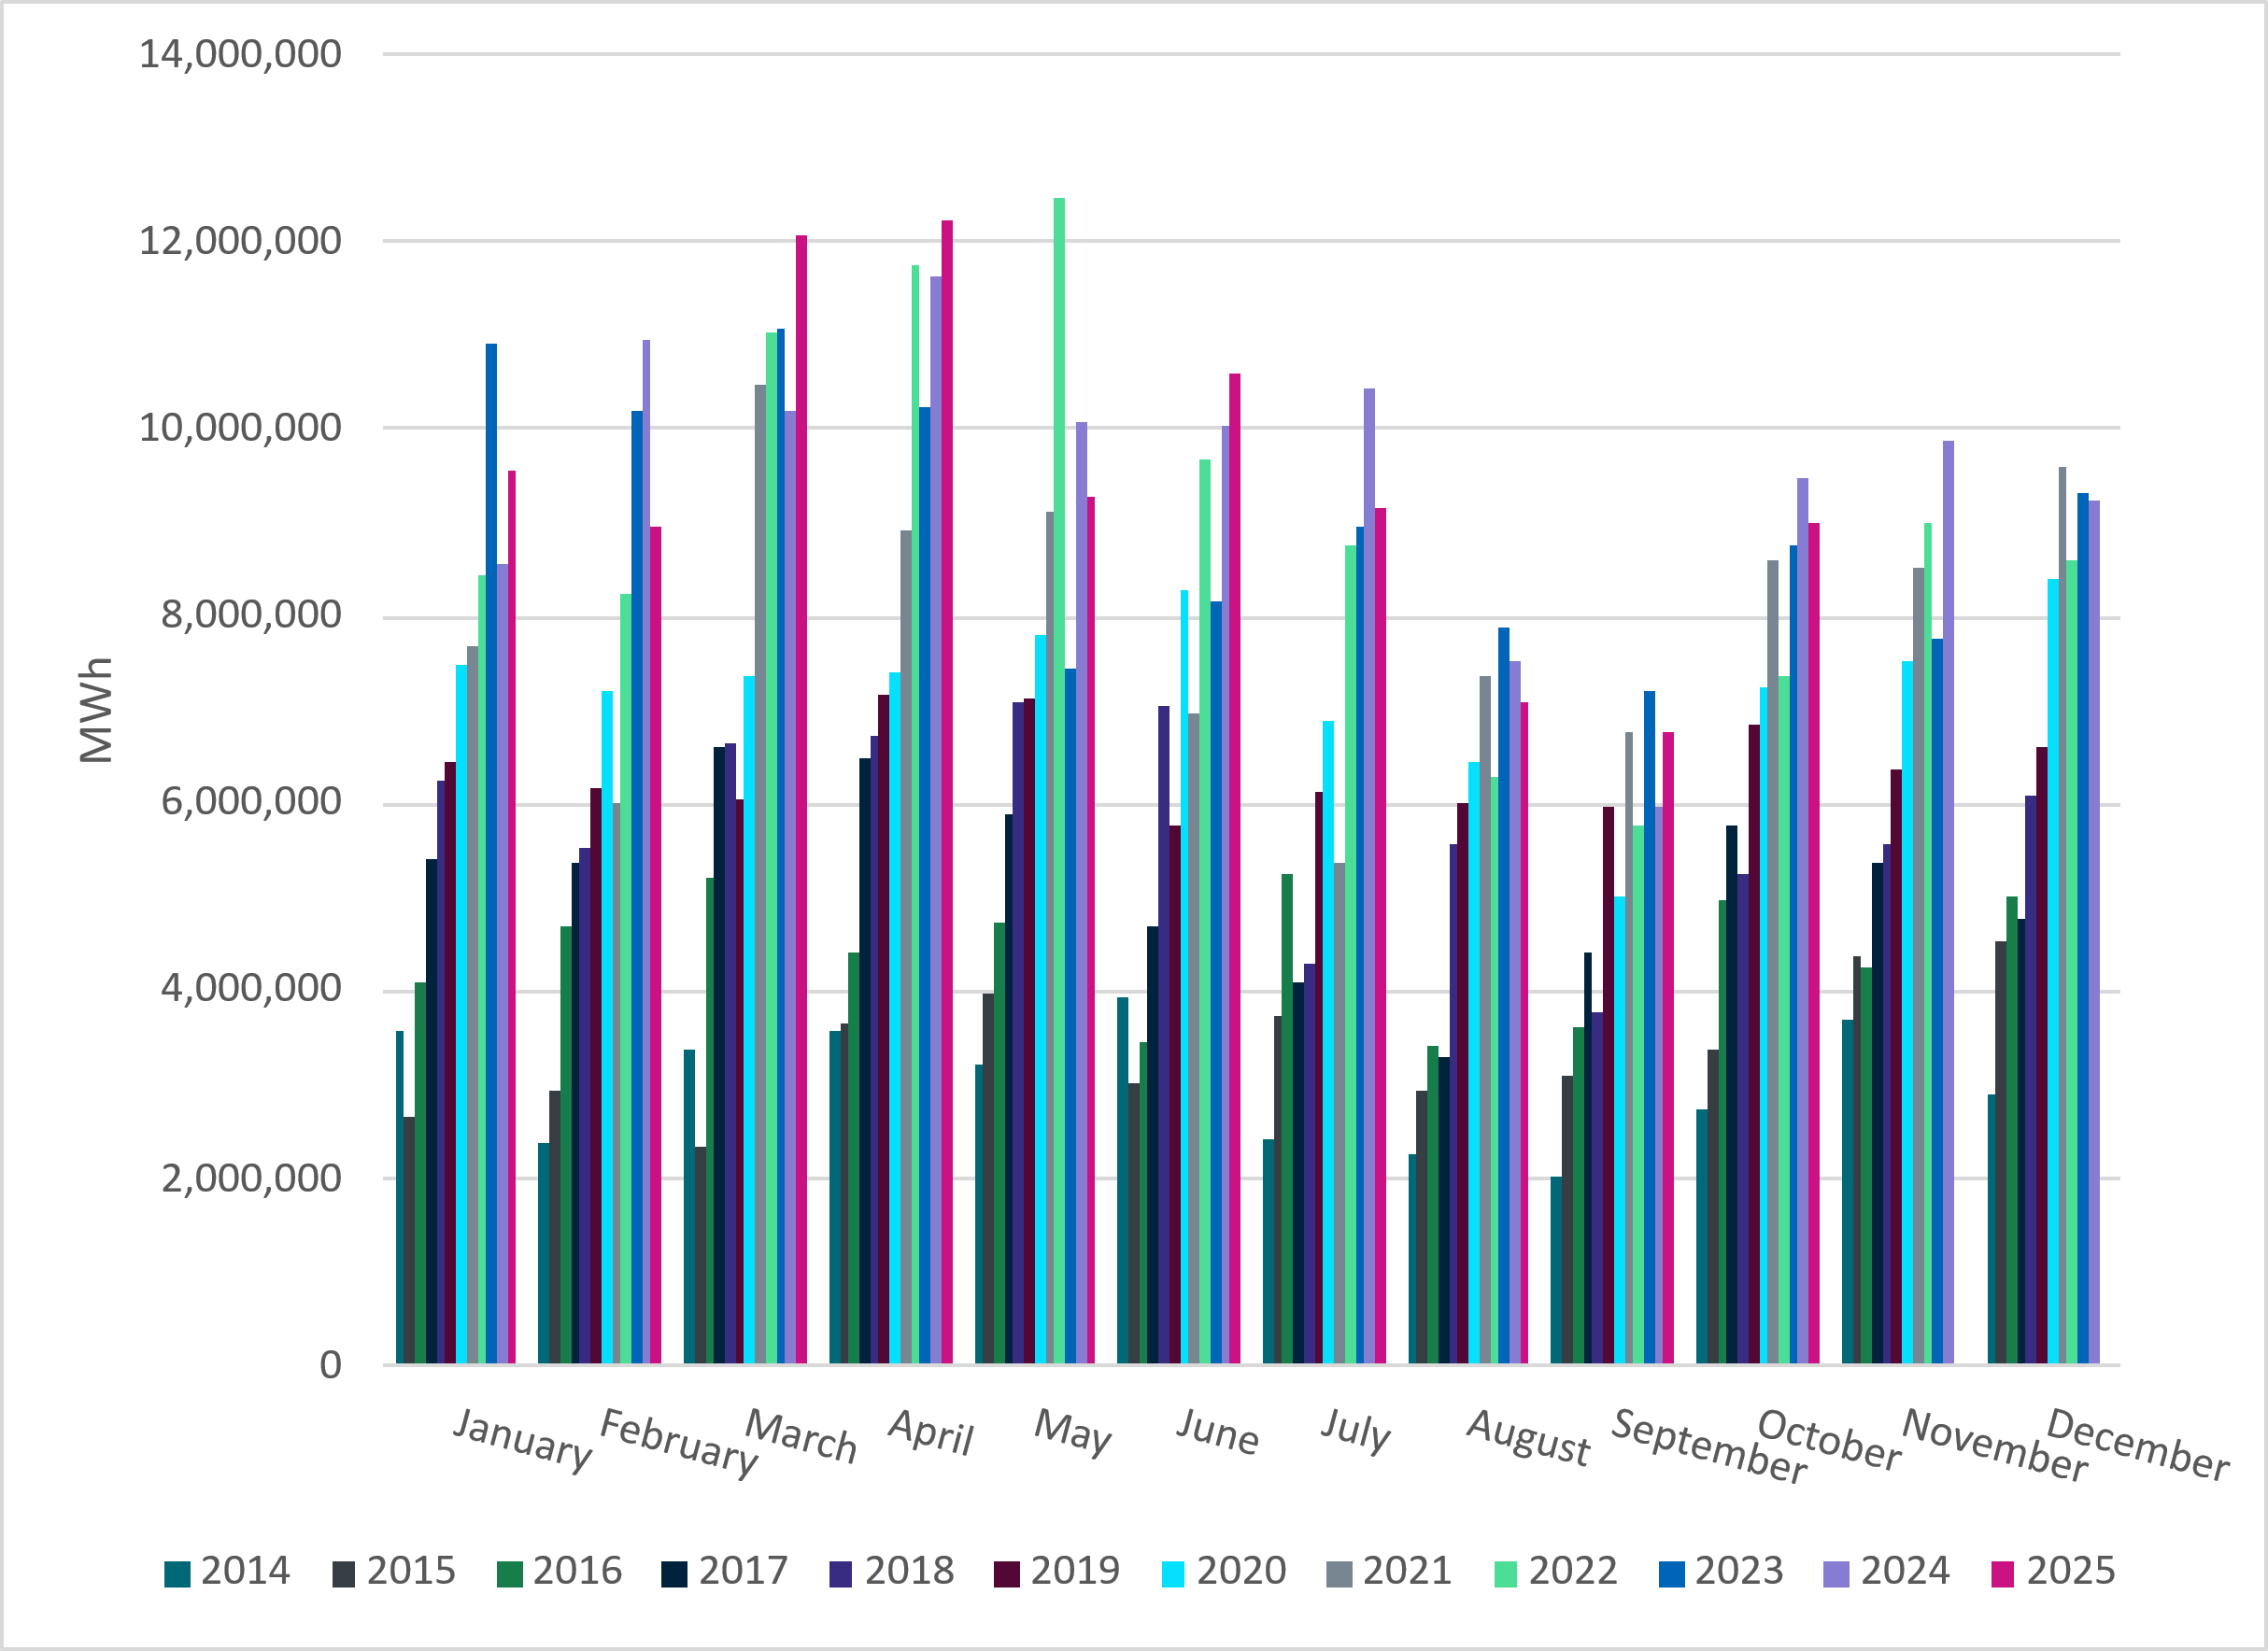 14,000,000
12,000,000
10,000,000
8,000,000
6,000,000
4,000,000
2,000,000
0
MWh
January February March April May June July August September October November December
2014 2015 2016 2017 2018 2019 2020 2021 2022 2023 2024 2025